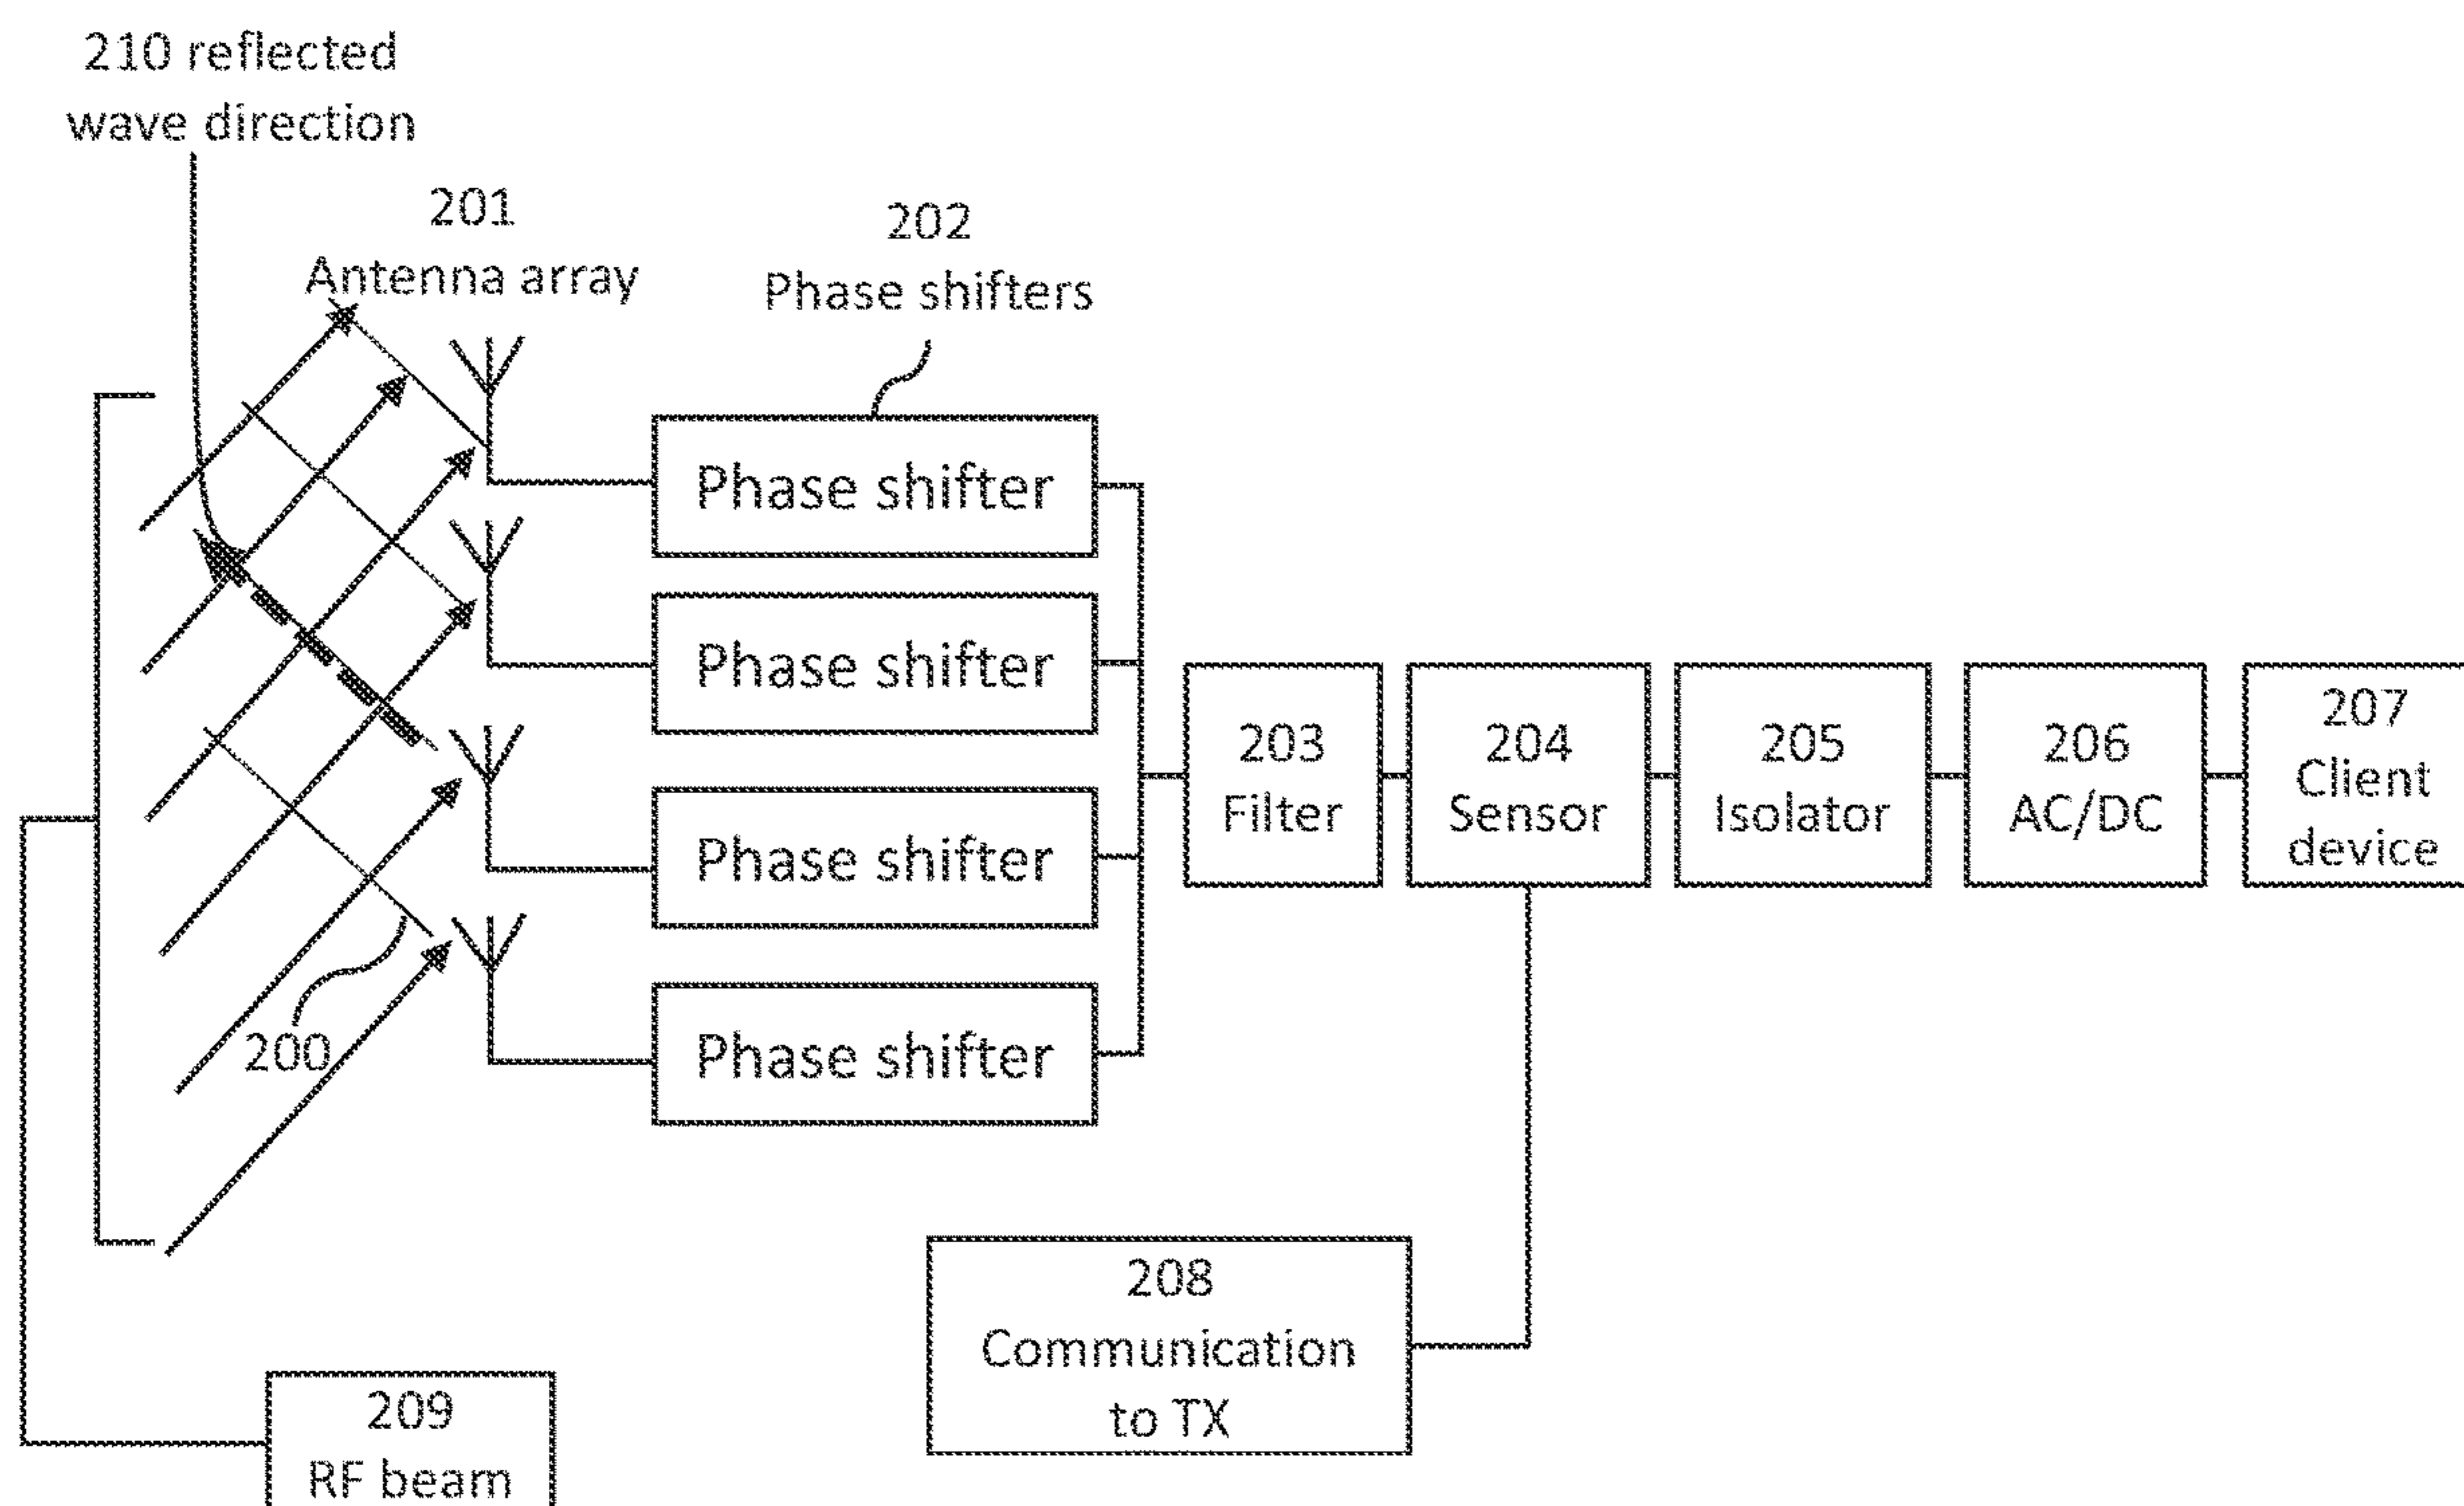 210 reflected
wave direction
201
Antenna array
202
Phase shifters
Phase shifter
Phase shifter
Phase shifter
Phase shifter
203
Filter
204
Sensor
205
Isolator
206
AC/DC
207
Client
device
200
208
Communication
to TX
209
RF beam